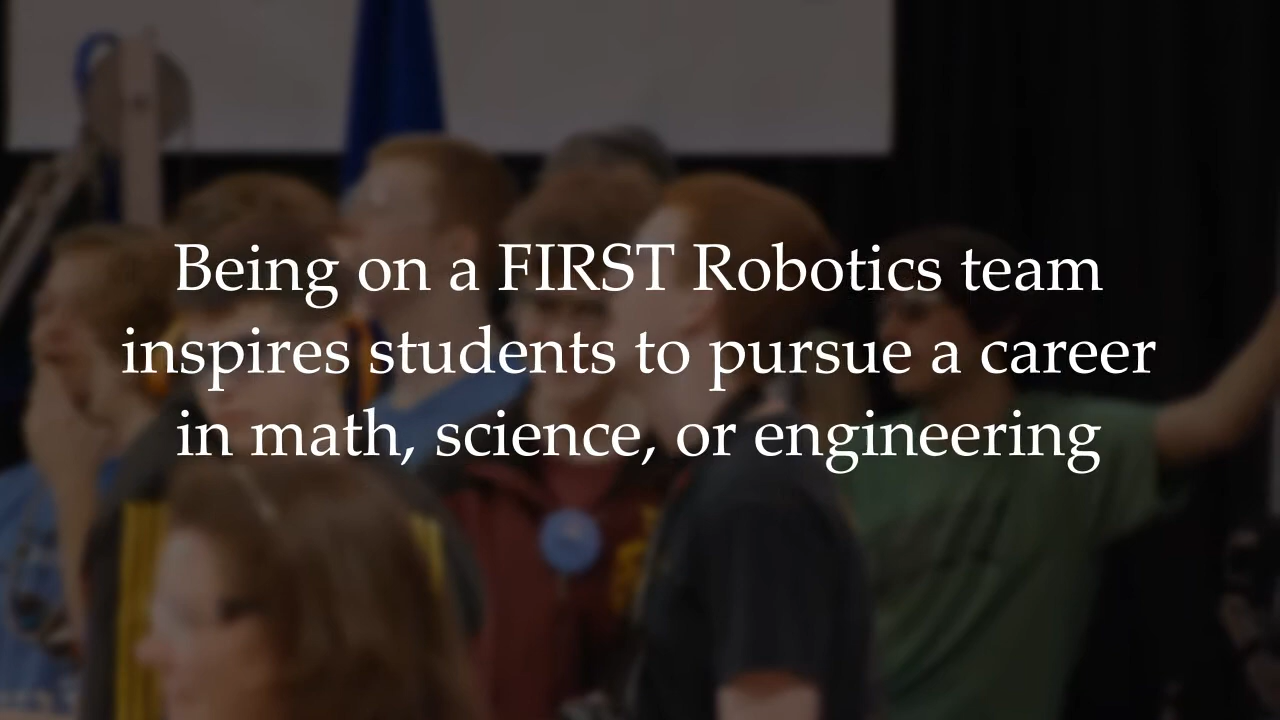 Being on a FIRST Robotics team
inspires students to pursue a career
in math, science, or engineering